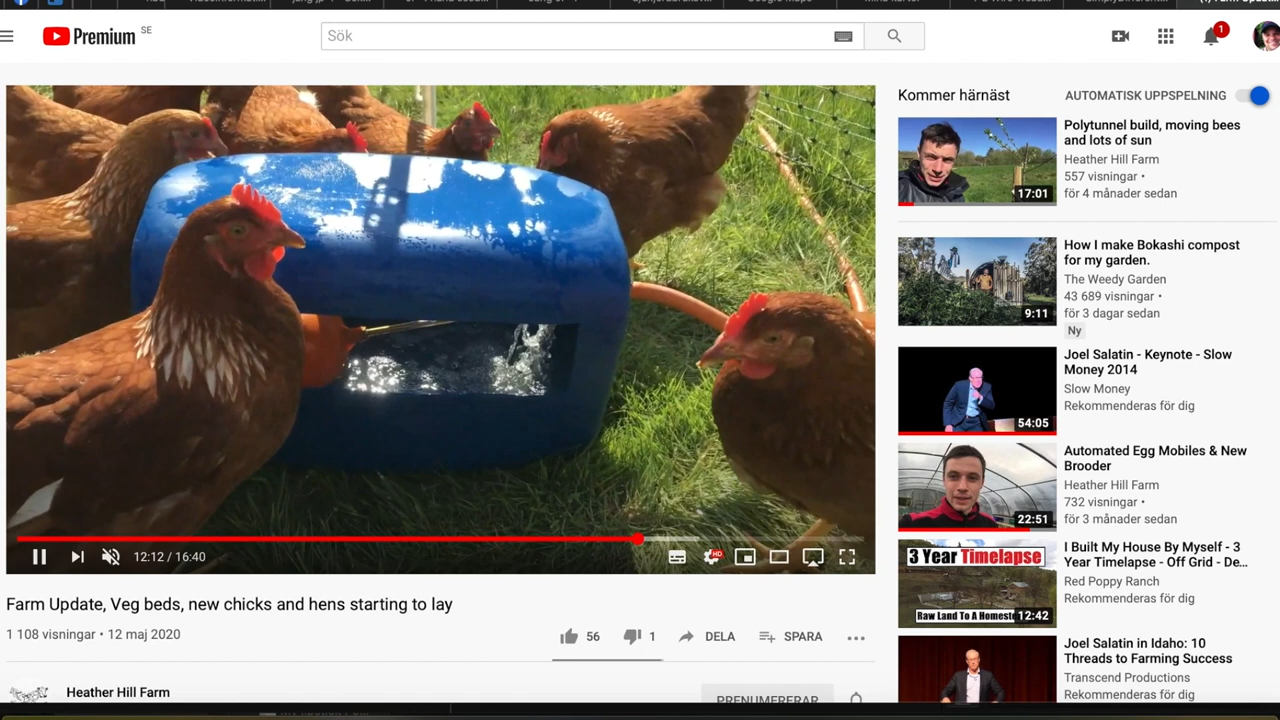 Premium SE
Sök
1
Kommer härnäst
AUTOMATISK UPPSPELNING
Polytunnel build, moving bees
and lots of sun
Heather Hill Farm
557 visningar •
för 4 månader sedan
17:01
How I make Bokashi compost
for my garden.
The Weedy Garden
43 689 visningar •
för 3 dagar sedan
Ny
9:11
Joel Salatin - Keynote - Slow
Money 2014
Slow Money
Rekommenderas för dig
54:05
Automated Egg Mobiles & New
Brooder
Heather Hill Farm
732 visningar •
för 3 månader sedan
22:51
3 Year Timelapse
Raw Land To A Homeste
12:42
I Built My House By Myself - 3
Year Timelapse - Off Grid - De...
Red Poppy Ranch
Rekommenderas för dig
Joel Salatin in Idaho: 10
Threads to Farming Success
Transcend Productions
Rekommenderas för dig
12:12 / 16:40
HD
Farm Update, Veg beds, new chicks and hens starting to lay
1 108 visningar • 12 maj 2020
56
1
DELA
SPARA
Heather Hill Farm
PRENUMERERAR